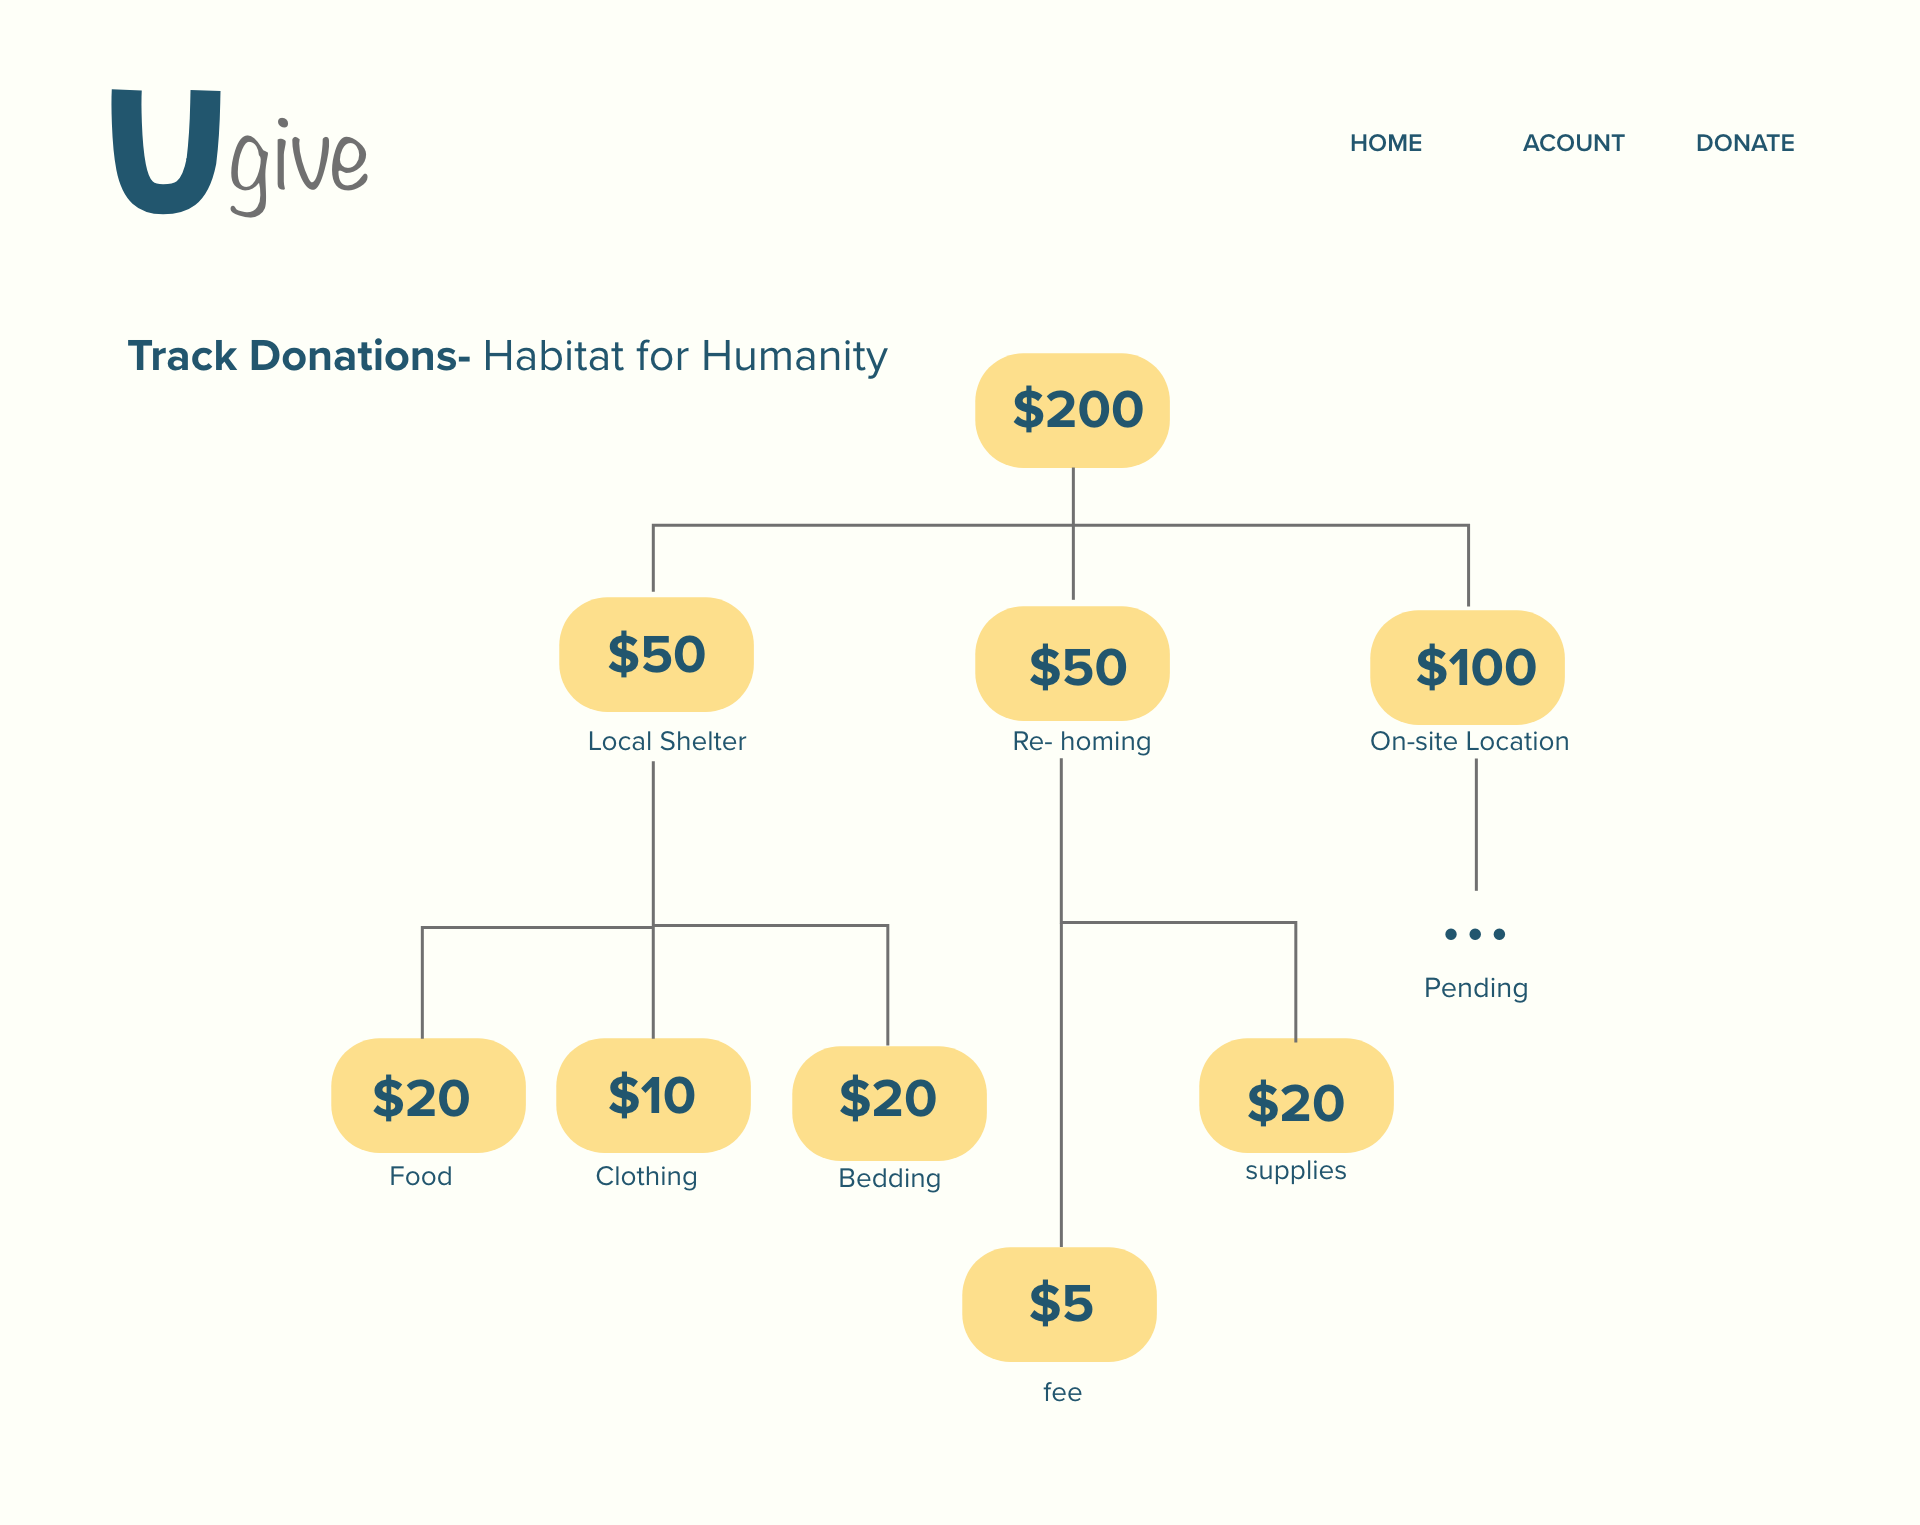 Ugive
HOME ACOUNT DONATE
Track Donations- Habitat for Humanity
$200
$50 $50 $100
Local Shelter Re- homing On-site Location
Pending
$20 $10 $20 $20
Food Clothing Bedding supplies
$5
fee